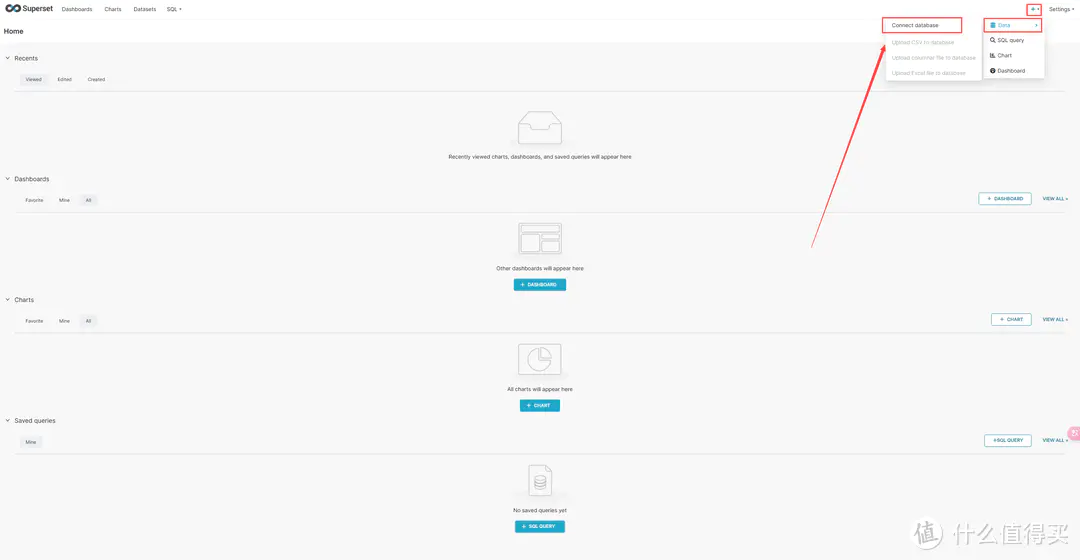 Superset Dashboards Charts Datasets SQL Settings
Home
Connect database
Upload CSV to database
Upload columnar file to database
Upload Excel file to database
Data
SQL query
Chart
Dashboard
Recents
Viewed Edited Created
Recently viewed charts, dashboards, and saved queries will appear here
Dashboards
Favorite Mine All
+ DASHBOARD VIEW ALL »
Other dashboards will appear here
+ DASHBOARD
Charts
Favorite Mine All
+ CHART VIEW ALL »
All charts will appear here
+ CHART
Saved queries
Mine
+SQL QUERY VIEW ALL »
No saved queries yet
+ SQL QUERY
值 什么值得买